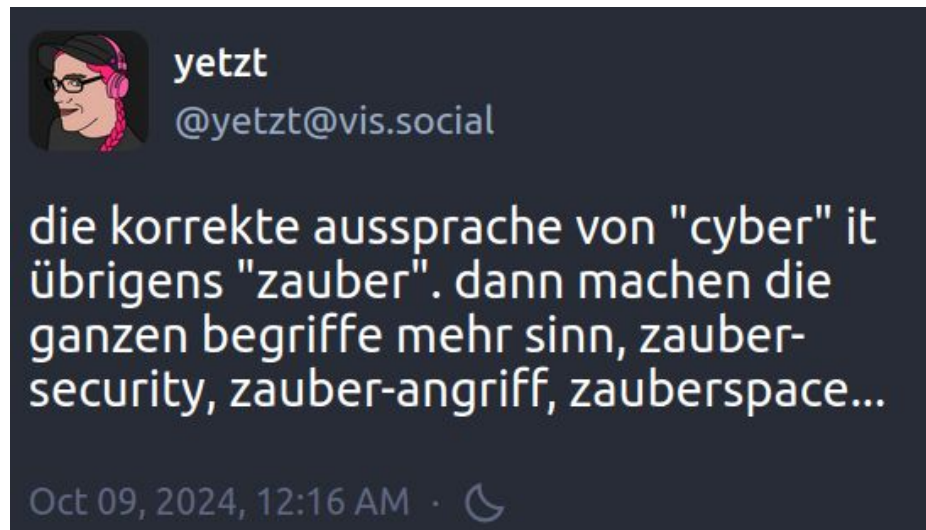 yetzt
@yetzt@vis.social
die korrekte aussprache von "cyber" it
übrigens "zauber". dann machen die
ganzen begriffe mehr sinn, zauber-
security, zauber-angriff, zauberspace...
Oct 09, 2024, 12:16 AM ·